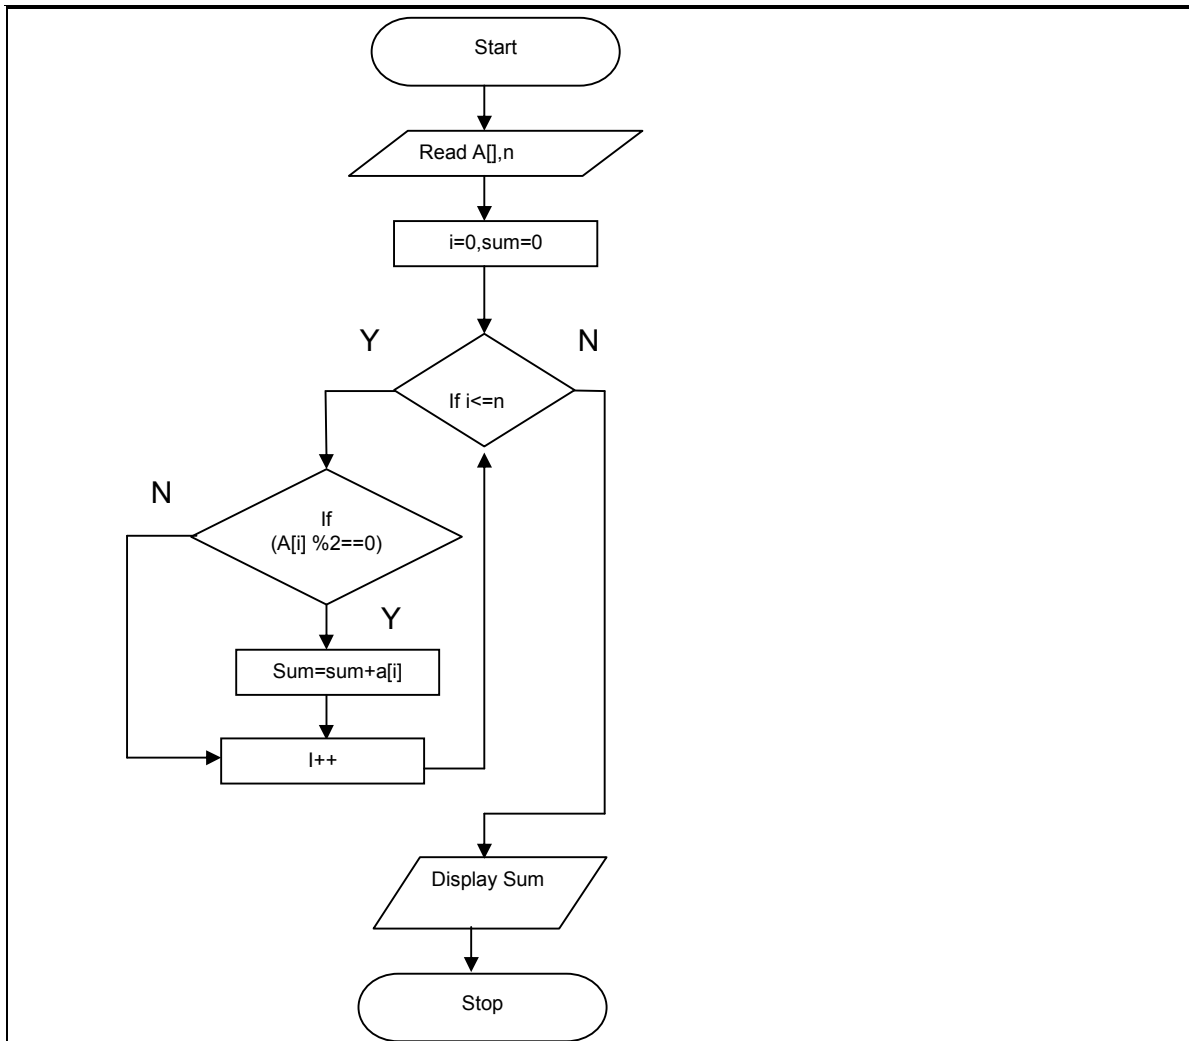 Start
Read A[],n
i=0,sum=0
Y
N
If i<=n
N
If
(A[i] %2==0)
Y
Sum=sum+a[i]
I++
Display Sum
Stop